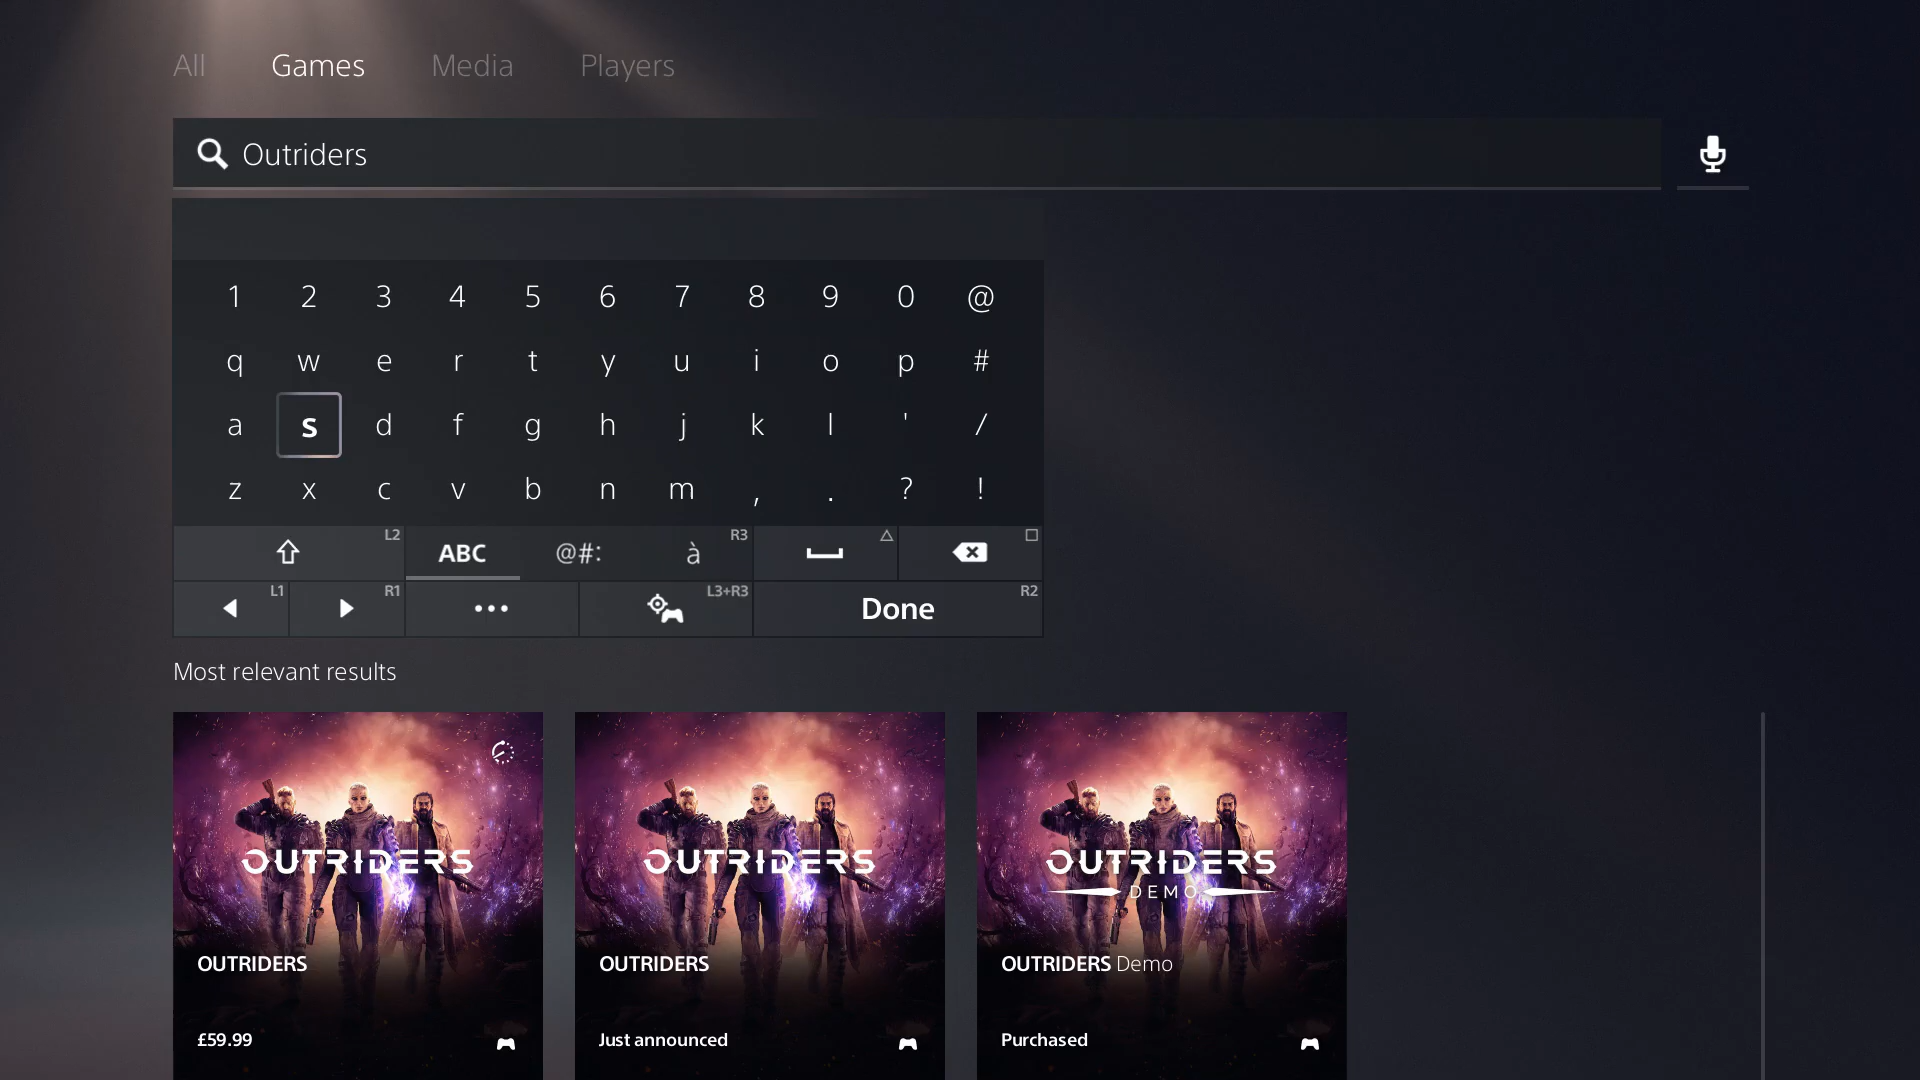 All Games Media Players
Outriders
1 2 3 4 5 6 7 8 9 0 @
q w e r t y u i o p #
a s d f g h j k l ' /
z x c v b n m , . ? !
L2 ABC @#: à R3
L1 R1 ••• L3+R3 Done R2
Most relevant results
OUTRIDERS
OUTRIDERS
£59.99
OUTRIDERS
OUTRIDERS
Just announced
OUTRIDERS
DEMO
OUTRIDERS Demo
Purchased